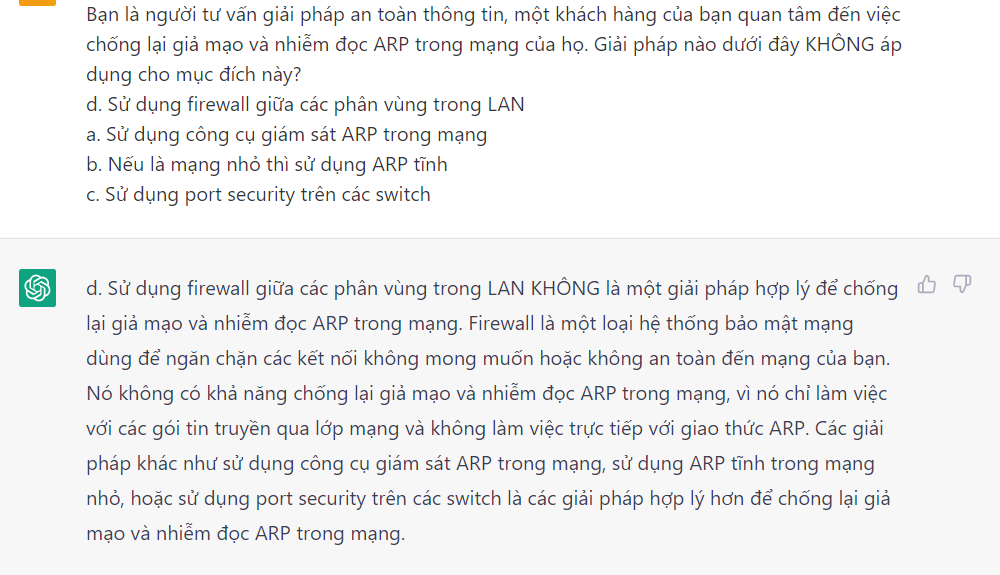 Bạn là người tư vấn giải pháp an toàn thông tin, một khách hàng của bạn quan tâm đến việc
chống lại giả mạo và nhiễm đọc ARP trong mạng của họ. Giải pháp nào dưới đây KHÔNG áp
dụng cho mục đích này?
d. Sử dụng firewall giữa các phân vùng trong LAN
a. Sử dụng công cụ giám sát ARP trong mạng
b. Nếu là mạng nhỏ thì sử dụng ARP tĩnh
c. Sử dụng port security trên các switch
d. Sử dụng firewall giữa các phân vùng trong LAN KHÔNG là một giải pháp hợp lý để chống
lại giả mạo và nhiễm đọc ARP trong mạng. Firewall là một loại hệ thống bảo mật mạng
dùng để ngăn chặn các kết nối không mong muốn hoặc không an toàn đến mạng của bạn.
Nó không có khả năng chống lại giả mạo và nhiễm đọc ARP trong mạng, vì nó chỉ làm việc
với các gói tin truyền qua lớp mạng và không làm việc trực tiếp với giao thức ARP. Các giải
pháp khác như sử dụng công cụ giám sát ARP trong mạng, sử dụng ARP tĩnh trong mạng
nhỏ, hoặc sử dụng port security trên các switch là các giải pháp hợp lý hơn để chống lại giả
mạo và nhiễm đọc ARP trong mạng.